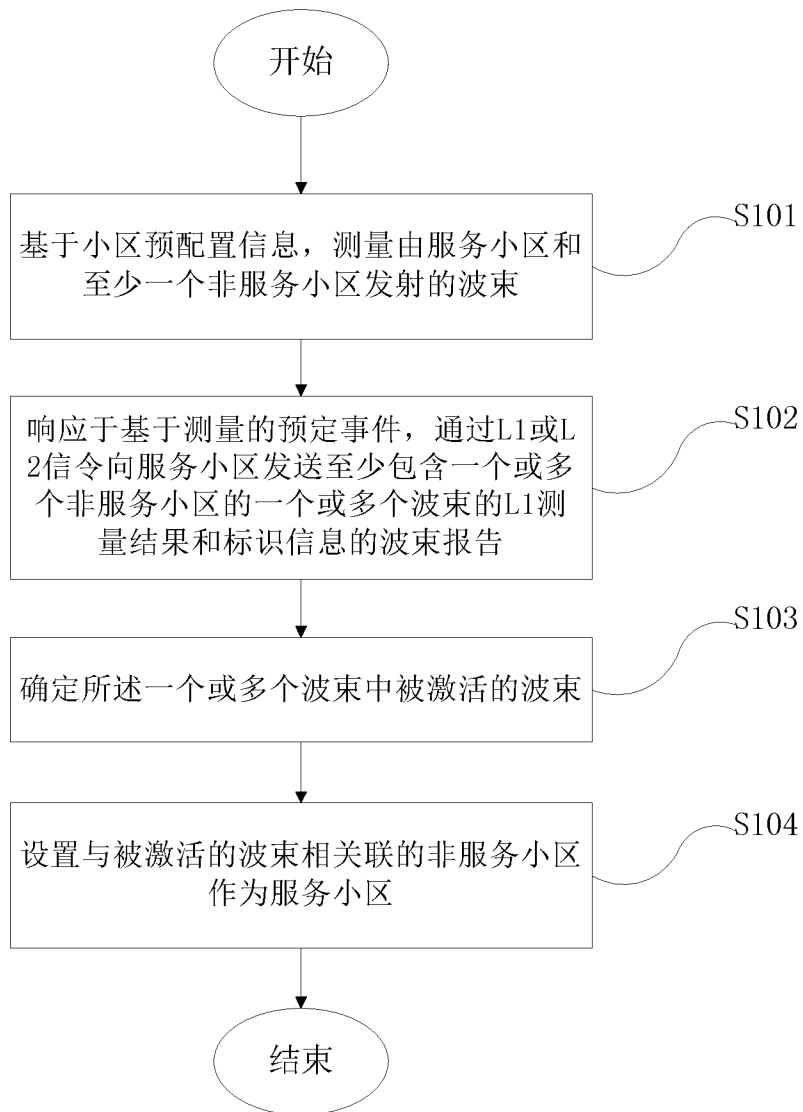 开始
基于小区预配置信息，测量由服务小区和
至少一个非服务小区发射的波束
S101
响应于基于测量的预定事件，通过L1或L
2信令向服务小区发送至少包含一个或多
个非服务小区的一个或多个波束的L1测
量结果和标识信息的波束报告
S102
确定所述一个或多个波束中被激活的波束
S103
设置与被激活的波束相关联的非服务小区
作为服务小区
S104
结束